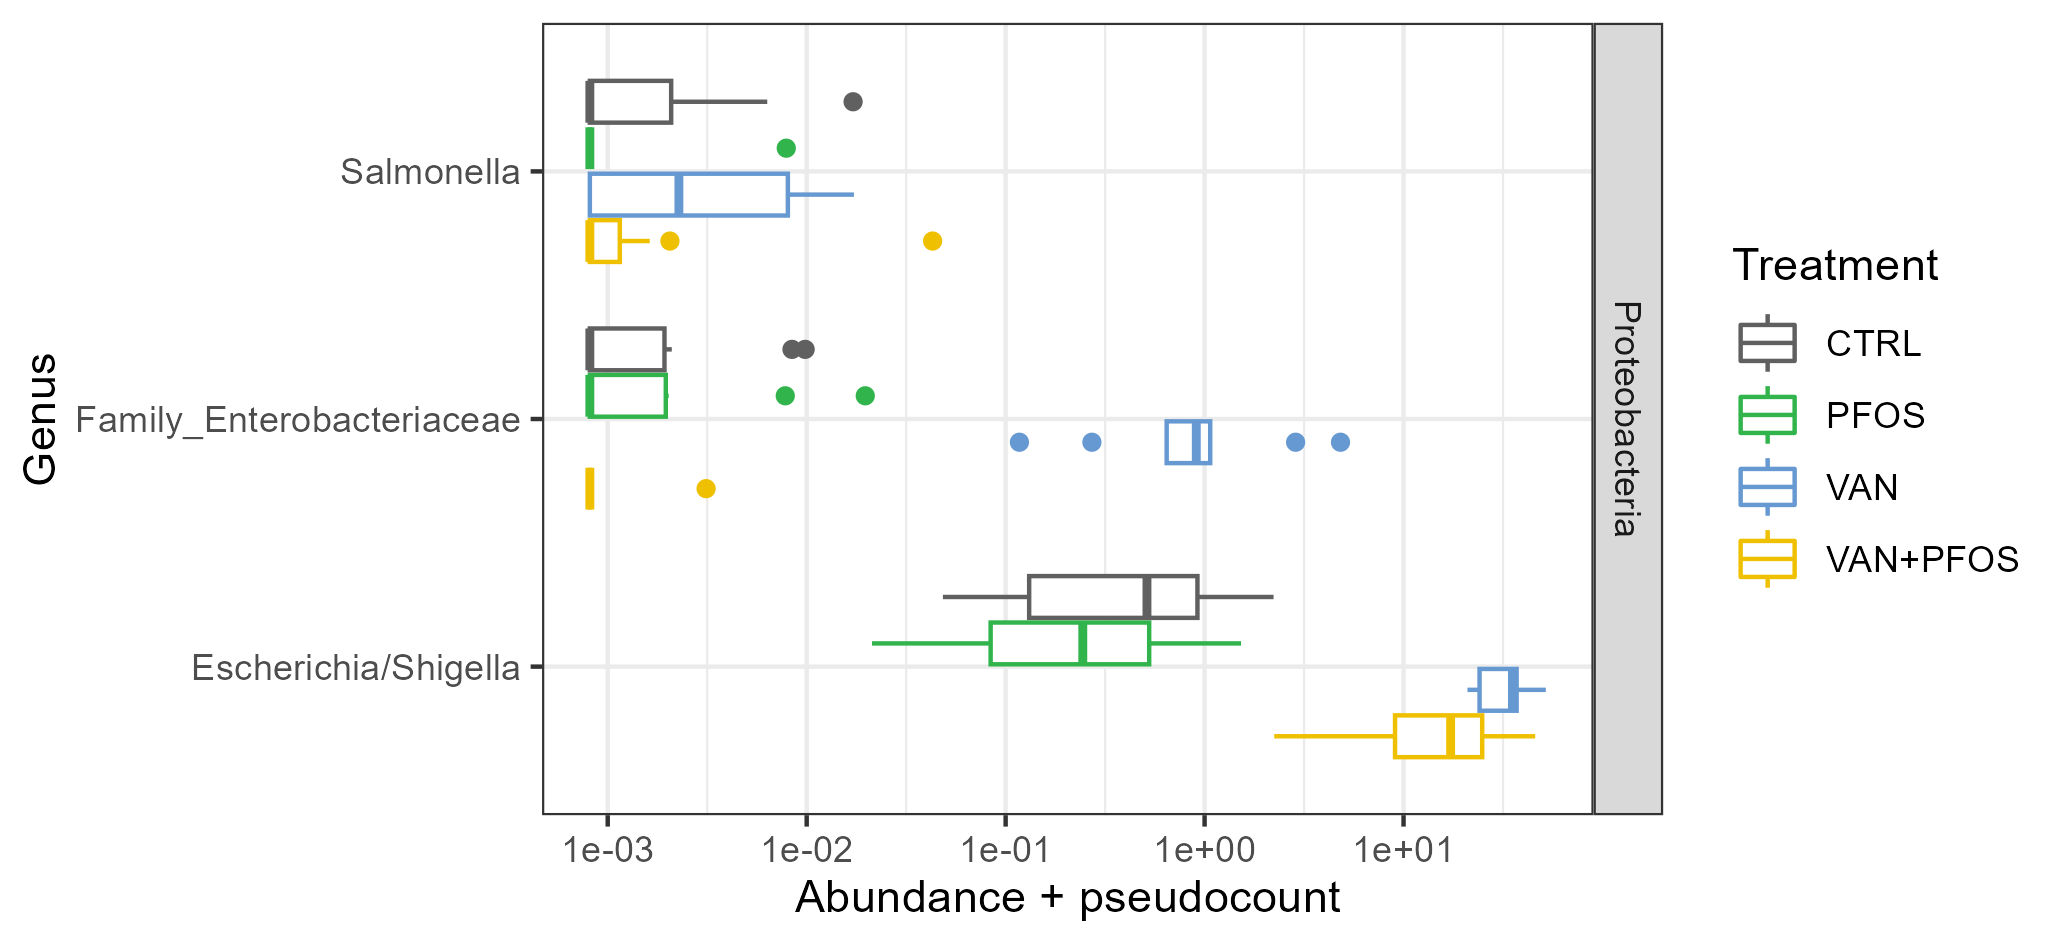 Genus
Salmonella
Family_Enterobacteriaceae
Escherichia/Shigella
1e-03 1e-02 1e-01 1e+00 1e+01
Abundance + pseudocount
Proteobacteria
Treatment
CTRL
PFOS
VAN
VAN+PFOS